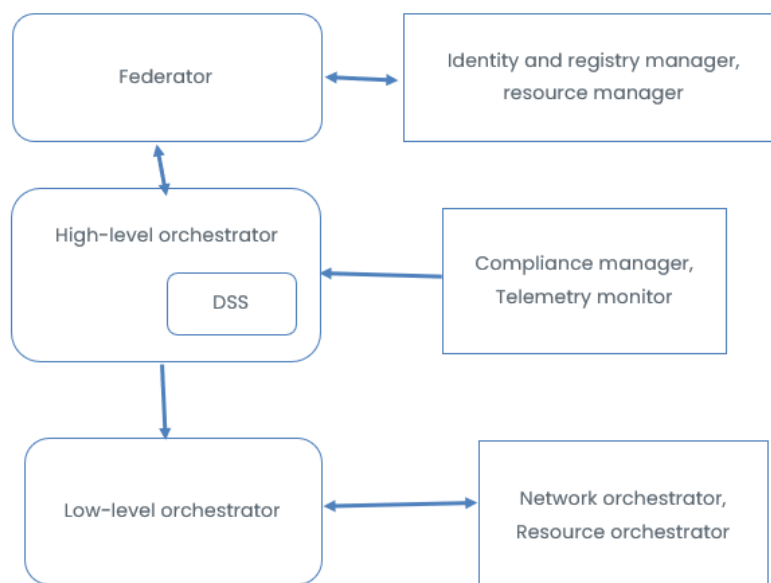 Federator
Identity and registry manager,
resource manager
High-level orchestrator
DSS
Compliance manager,
Telemetry monitor
Low-level orchestrator
Network orchestrator,
Resource orchestrator